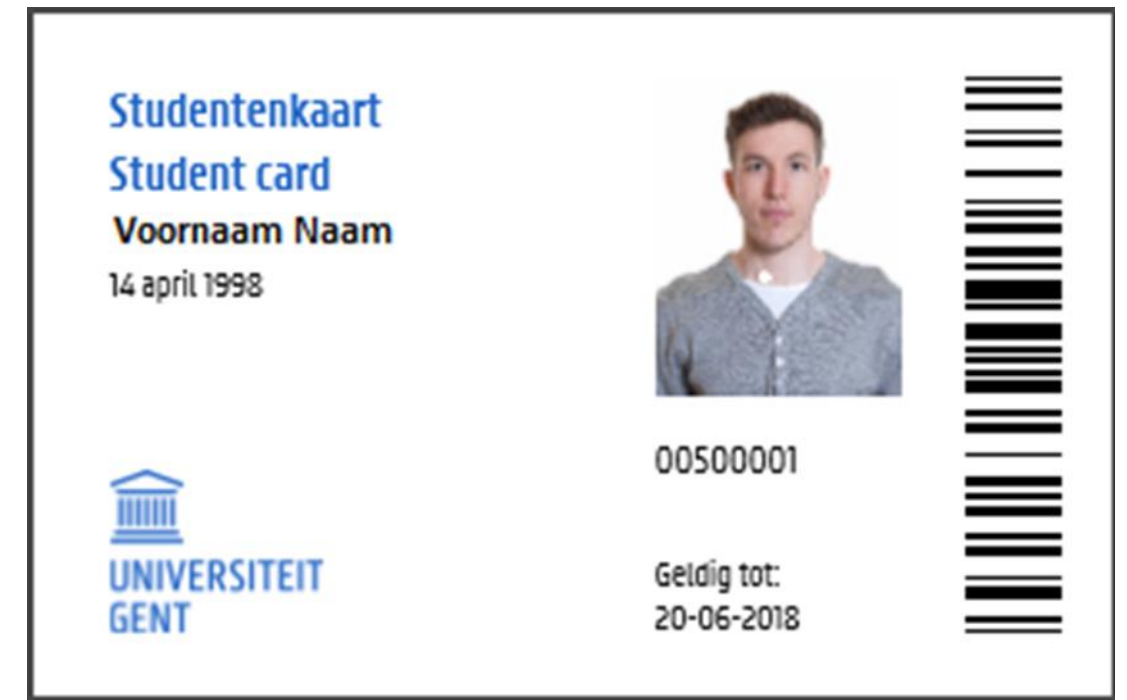 Studentenkaart
Student card
Voornaam Naam
14 april 1998
00500001
UNIVERSITEIT
GENT
Geldig tot:
20-06-2018